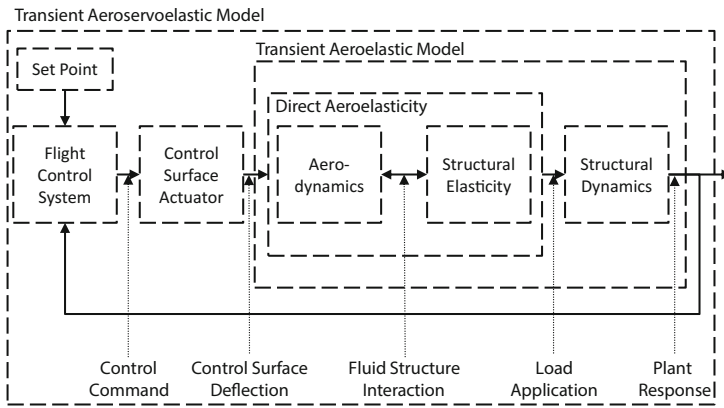 Transient Aeroservoelastic Model
Transient Aeroelastic Model
Set Point
Direct Aeroelasticity
Flight
Control
System
Control
Surface
Actuator
Aero-
dynamics
Structural
Elasticity
Structural
Dynamics
Control
Command
Control Surface
Deflection
Fluid Structure
Interaction
Load
Application
Plant
Response